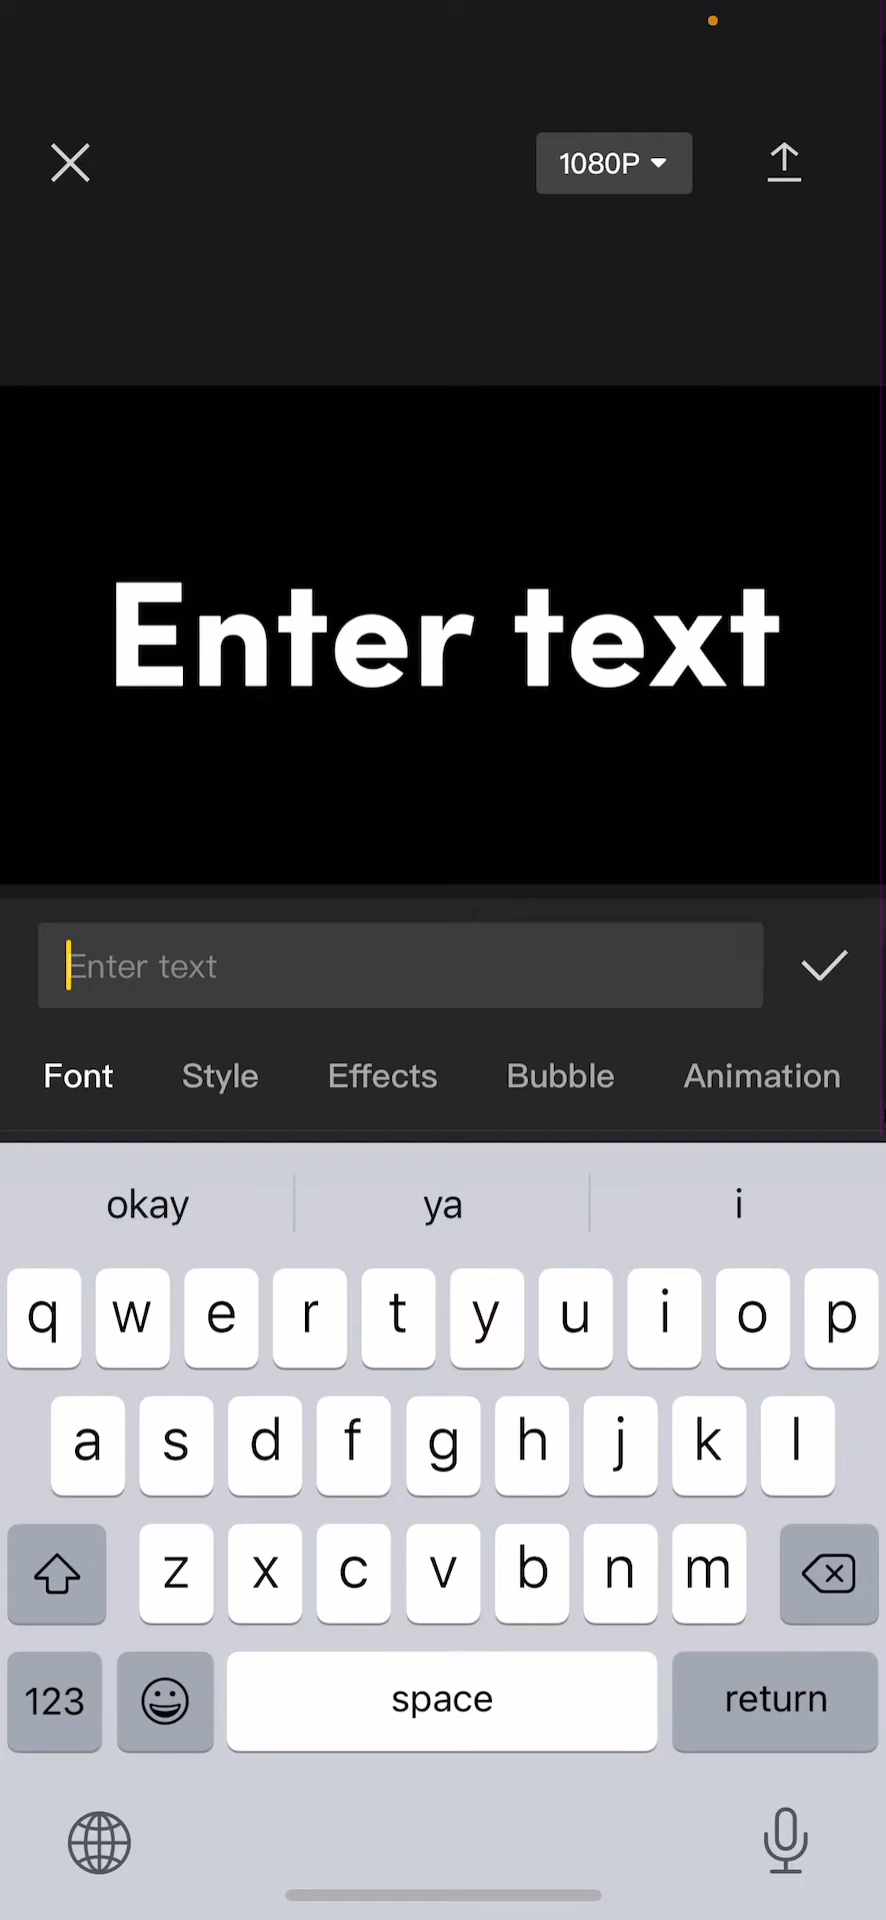 1080P
Enter text
Enter text
Font Style Effects Bubble Animation
okay ya i
q w e r t y u i o p
a s d f g h j k l
z x c v b n m
123 space return